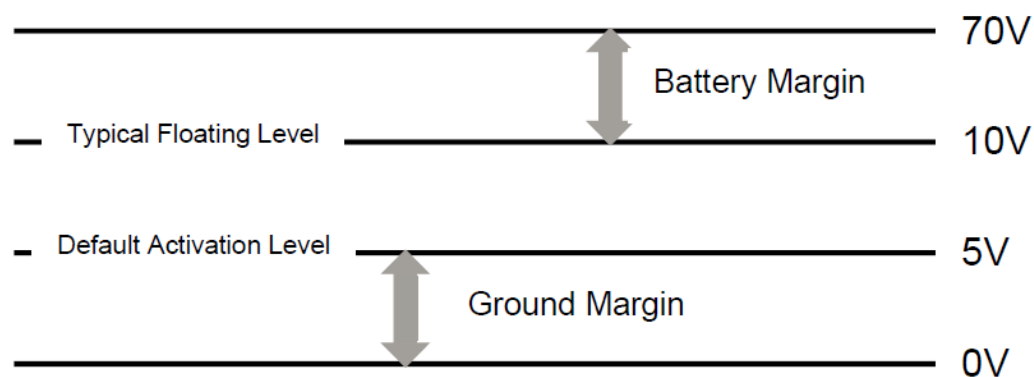 70V
Battery Margin
Typical Floating Level
10V
Default Activation Level
5V
Ground Margin
0V